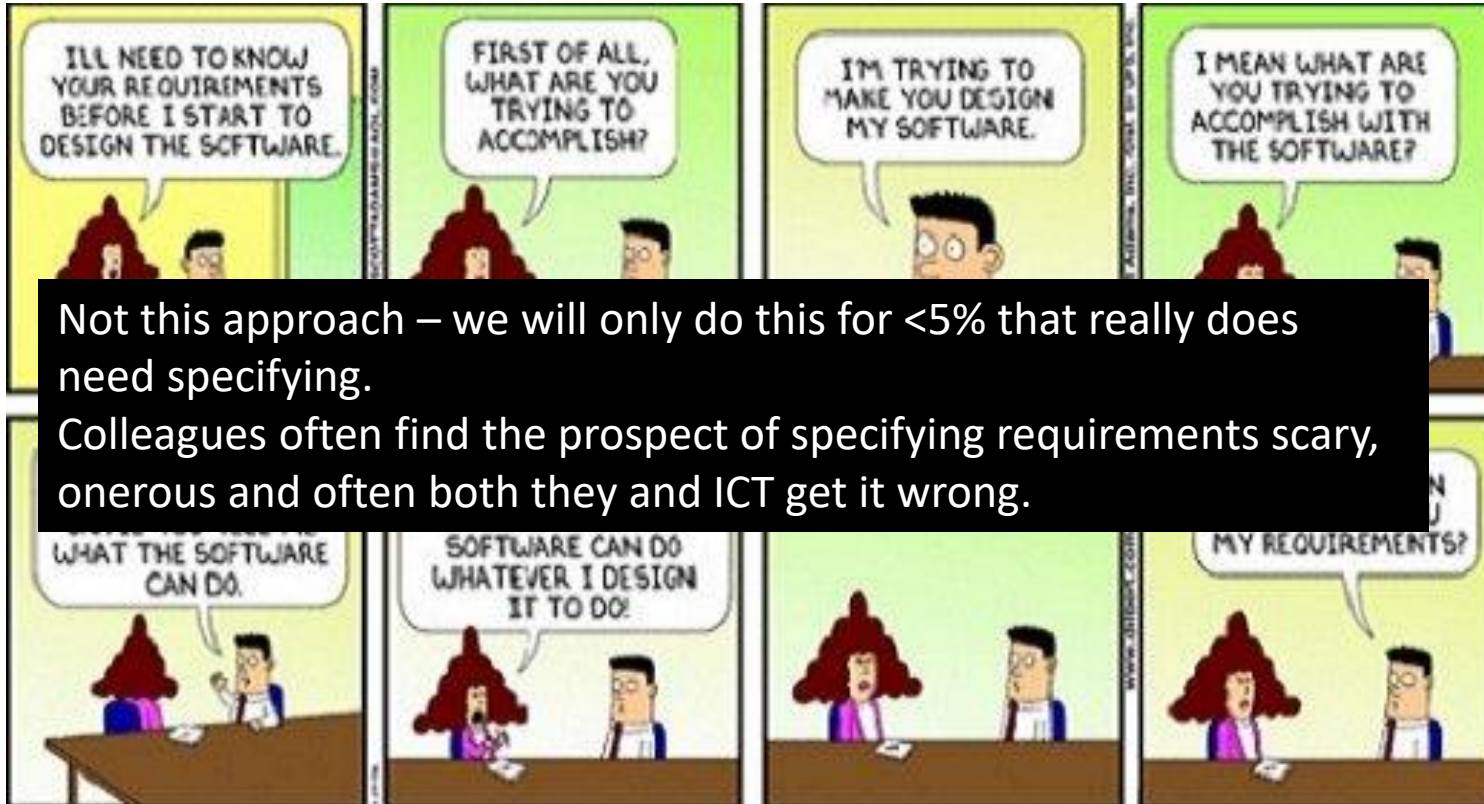 ILL NEED TO KNOW
YOUR REQUIREMENTS
BEFORE I START TO
DESIGN THE SOFTWARE.
FIRST OF ALL,
WHAT ARE YOU
TRYING TO
ACCOMPLISH?
I'M TRYING TO
MAKE YOU DESIGN
MY SOFTWARE.
I MEAN WHAT ARE
YOU TRYING TO
ACCOMPLISH WITH
THE SOFTWARE?
Not this approach – we will only do this for <5% that really does
need specifying.
Colleagues often find the prospect of specifying requirements scary,
onerous and often both they and ICT get it wrong.
WHAT THE SOFTWARE
CAN DO.
SOFTWARE CAN DO
WHATEVER I DESIGN
IT TO DO!
MY REQUIREMENTS?
www.dilbert.com